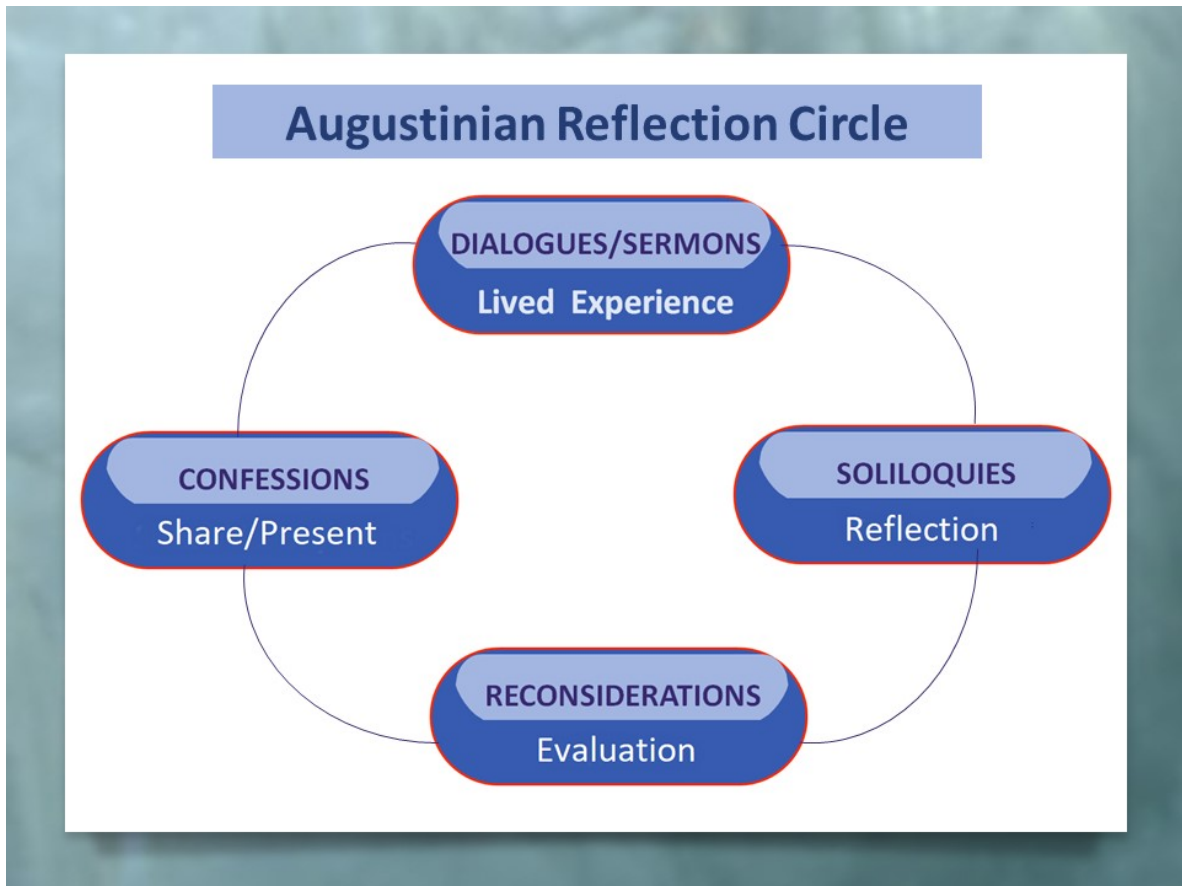 Augustinian Reflection Circle
DIALOGUES/SERMONS
Lived Experience
CONFESSIONS
Share/Present
SOLILOQUIES
Reflection
RECONSIDERATIONS
Evaluation